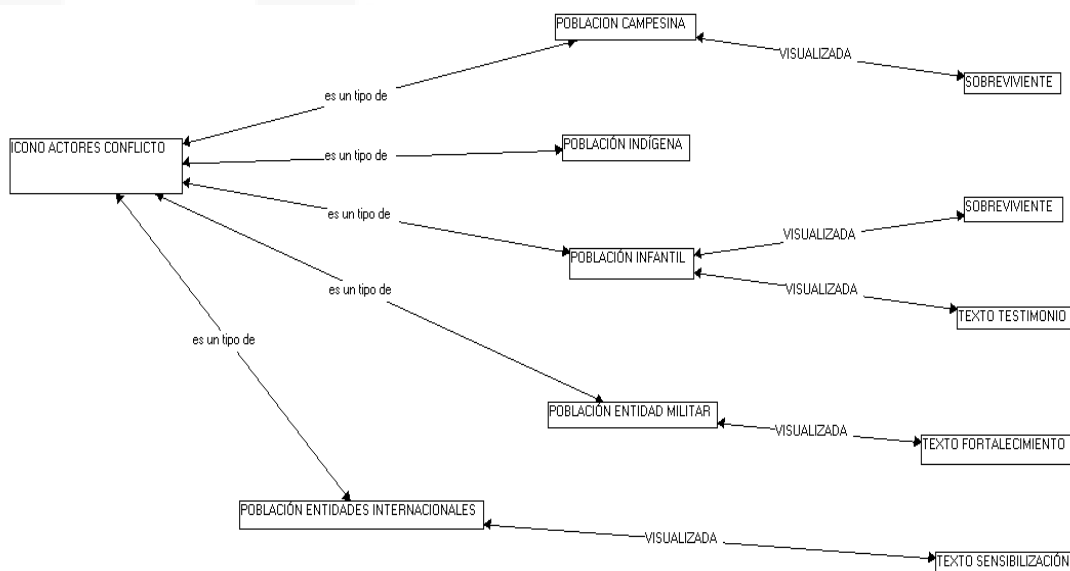 POBLACION CAMPESINA
VISUALIZADA
SOBREVIVIENTE
es un tipo de
ICONO ACTORES CONFLICTO
es un tipo de
POBLACIÓN INDÍGENA
es un tipo de
SOBREVIVIENTE
VISUALIZADA
POBLACIÓN INFANTIL
VISUALIZADA
es un tipo de
TEXTO TESTIMONIO
es un tipo de
POBLACIÓN ENTIDAD MILITAR
VISUALIZADA
TEXTO FORTALECIMIENTO
POBLACIÓN ENTIDADES INTERNACIONALES
VISUALIZADA
TEXTO SENSIBILIZACIÓN